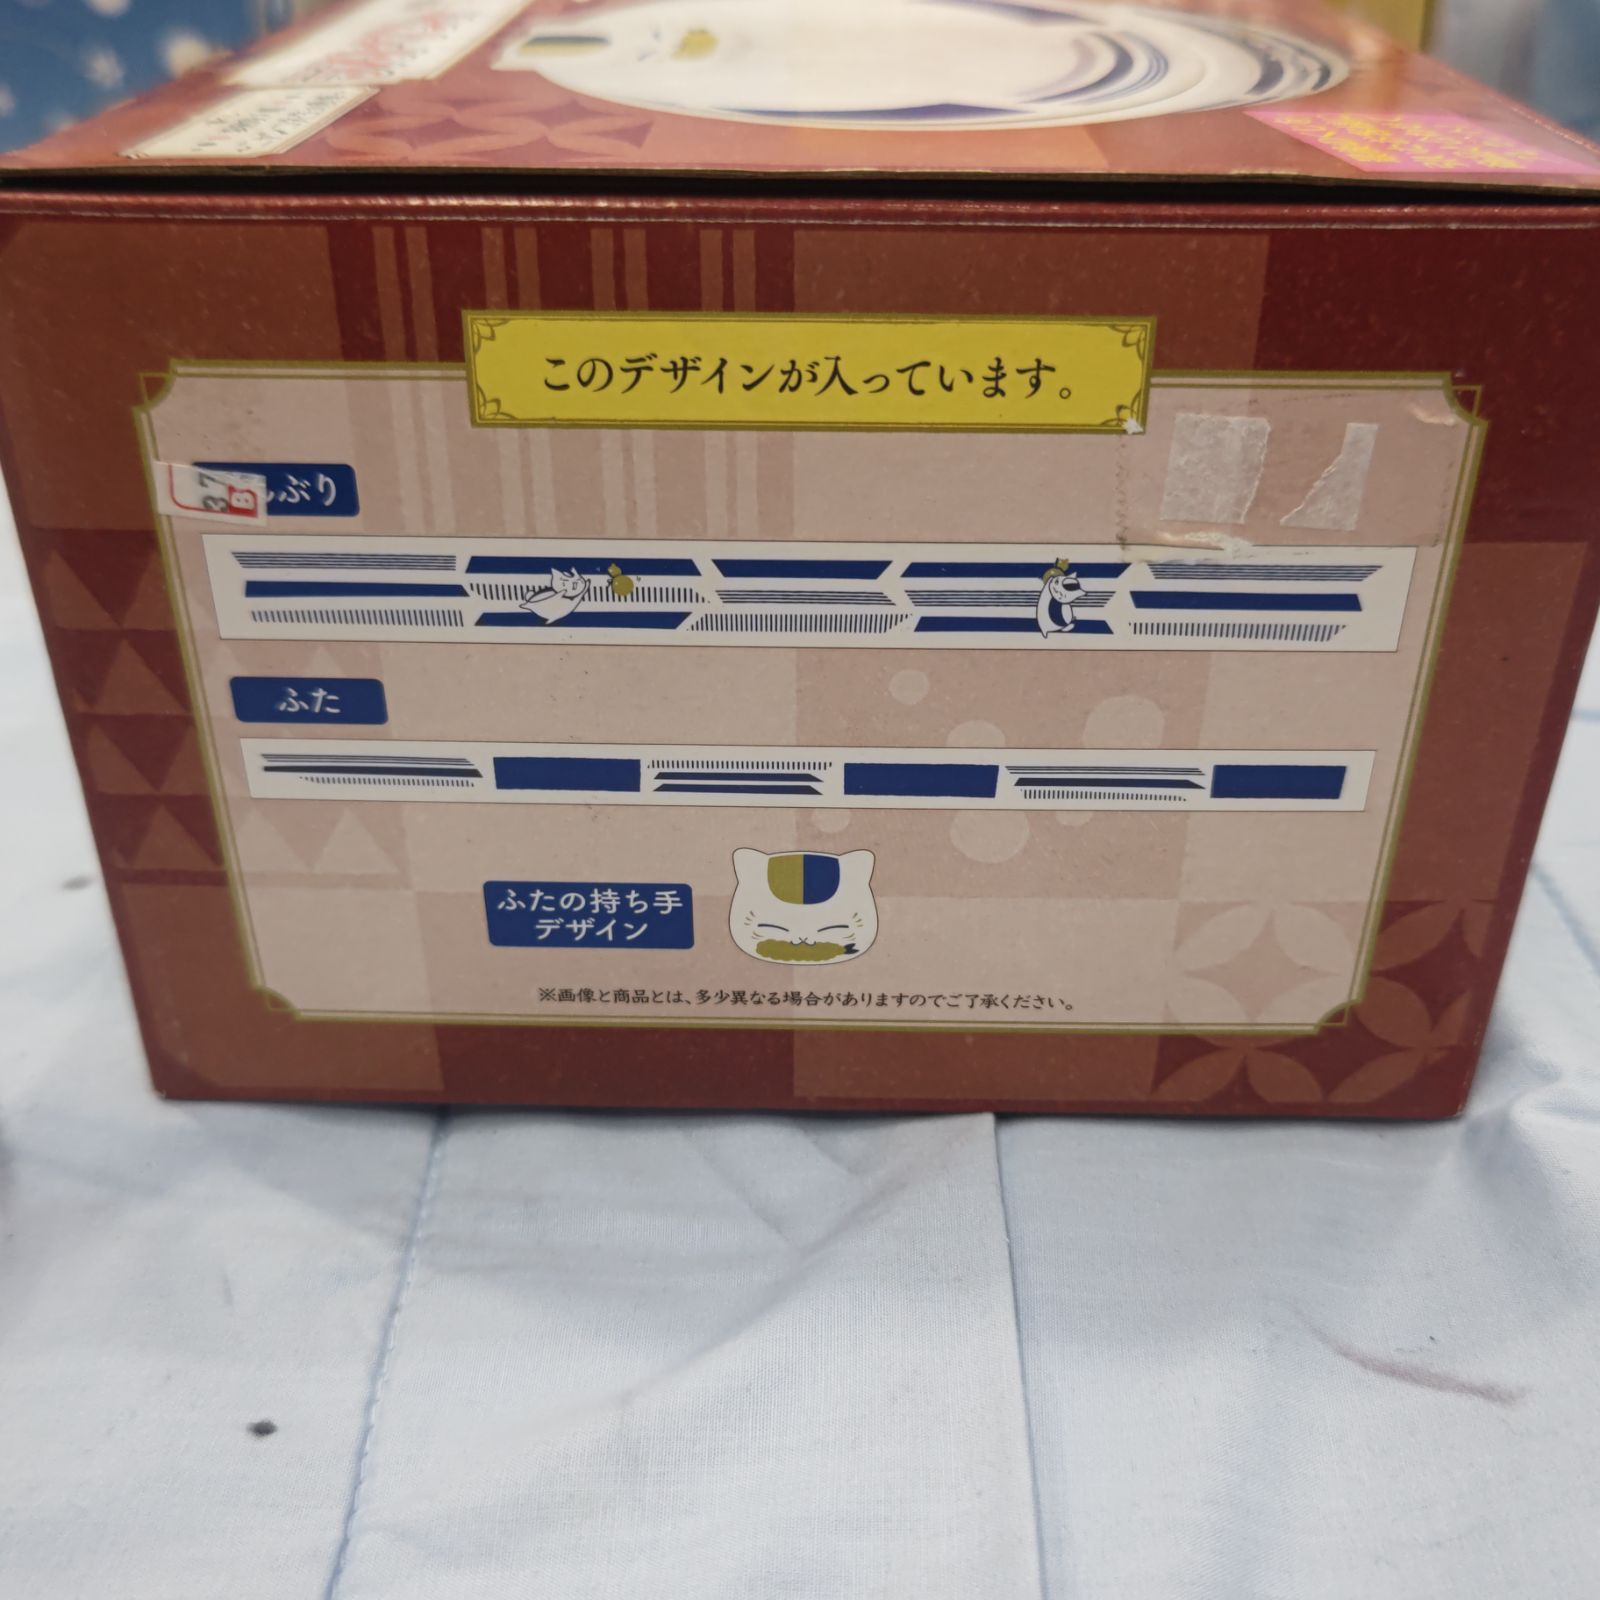 このデザインが入っています。
37
B
んぶり
ふた
ふたの持ち手
デザイン
※画像と商品とは、多少異なる場合がありますのでご了承ください。